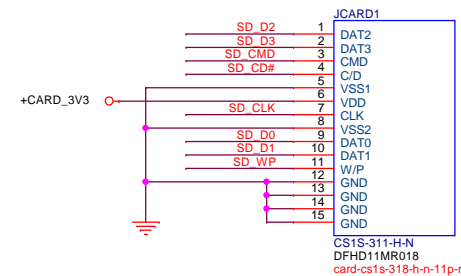 JCARD1
SD_D2 1 DAT2
SD_D3 2 DAT3
SD_CMD 3 CMD
SD_CD# 4 C/D
5 VSS1
+CARD_3V3 6 VDD
SD_CLK 7 CLK
8 VSS2
SD_D0 9 DAT0
SD_D1 10 DAT1
SD_WP 11 W/P
12 GND
13 GND
14 GND
15 GND
CS1S-311-H-N
DFHD11MR018
card-cs1s-318-h-n-11p-r